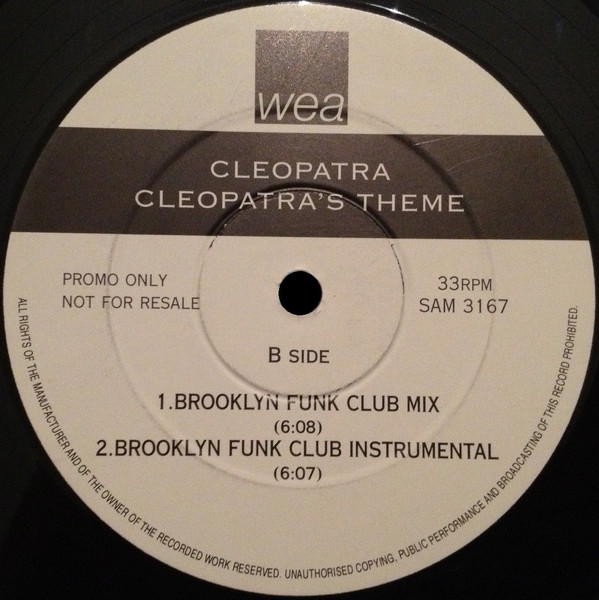 wea
CLEOPATRA
CLEOPATRA'S THEME
PROMO ONLY
NOT FOR RESALE
33RPM
SAM 3167
B SIDE
1.BROOKLYN FUNK CLUB MIX
(6:08)
2.BROOKLYN FUNK CLUB INSTRUMENTAL
(6:07)
ALL RIGHTS OF THE MANUFACTURER AND OF THE OWNER OF THE RECORDED WORK RESERVED. UNAUTHORISED COPYING, PUBLIC PERFORMANCE AND BROADCASTING OF THIS RECORD PROHIBITED.